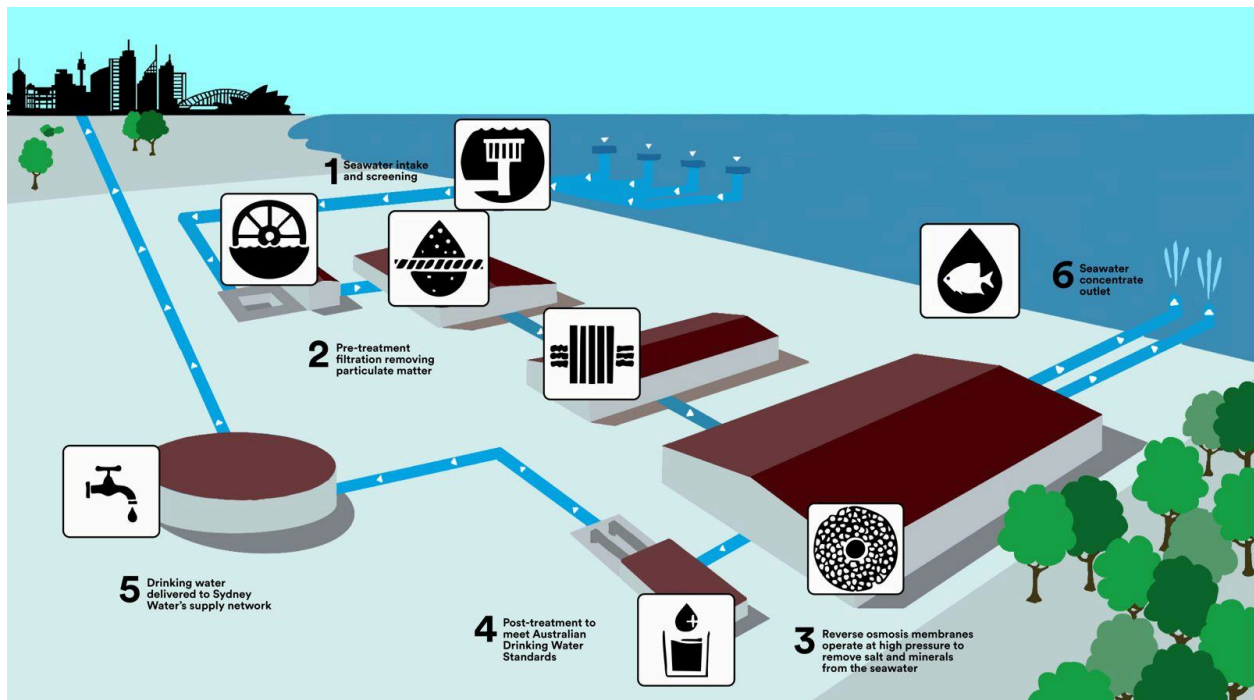 1 Seawater intake
and screening
2 Pre-treatment
filtration removing
particulate matter
3 Reverse osmosis membranes
operate at high pressure to
remove salt and minerals
from the seawater
4 Post-treatment to
meet Australian
Drinking Water
Standards
5 Drinking water
delivered to Sydney
Water's supply network
6 Seawater
concentrate
outlet